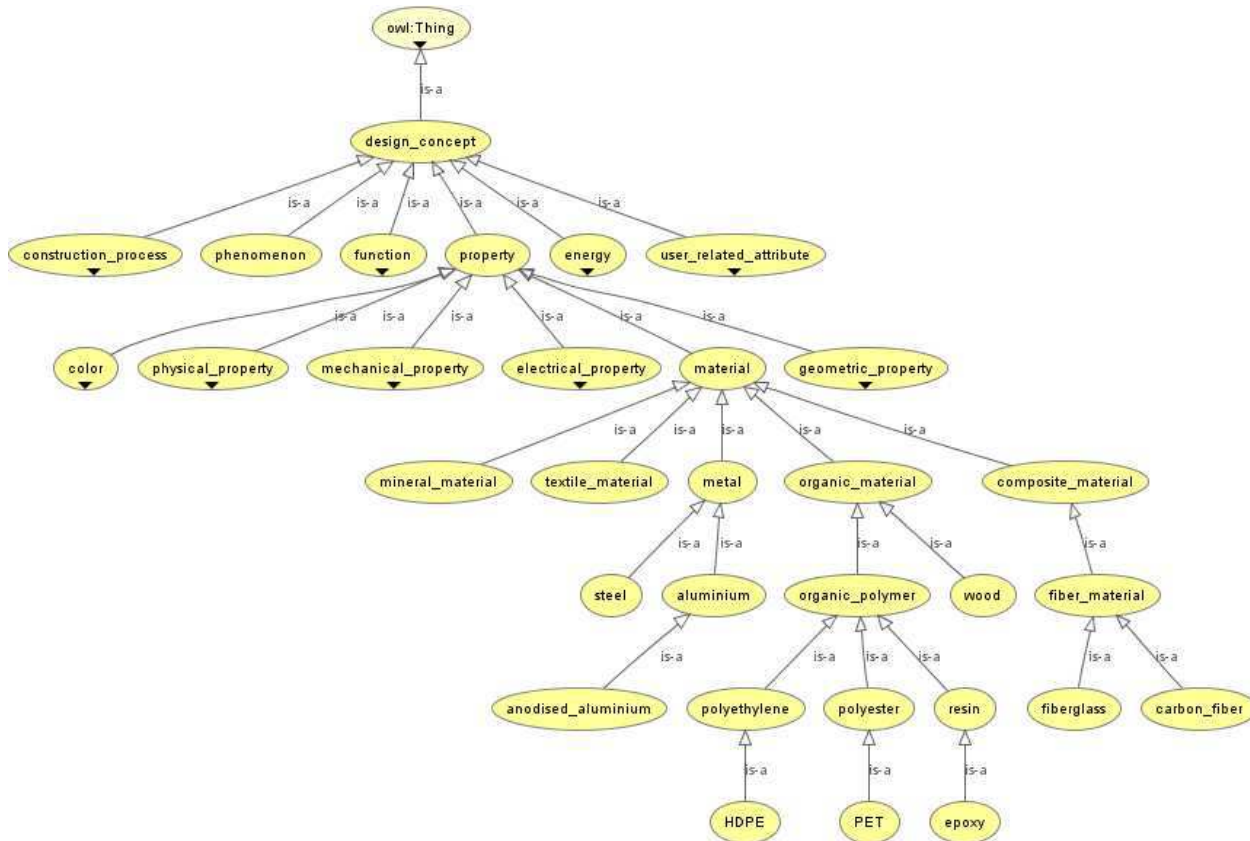 owl:Thing
is-a
design_concept
is-a is-a is-a is-a is-a is-a
construction_process phenomenon function property energy user_related_attribute
is-a is-a is-a is-a is-a is-a
color physical_property mechanical_property electrical_property material geometric_property
is-a is-a is-a is-a is-a
mineral_material textile_material metal organic_material composite_material
is-a is-a is-a is-a is-a
steel aluminium organic_polymer wood fiber_material
is-a is-a is-a is-a is-a is-a
anodised_aluminium polyethylene polyester resin fiberglass carbon_fiber
is-a is-a is-a
HDPE PET epoxy